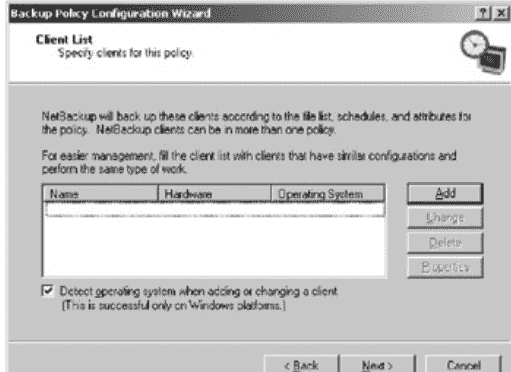 Backup Policy Configuration Wizard
Client List
Specify clients for this policy.
NetBackup will back up these clients according to the file list, schedules, and attributes for
the policy. NetBackup clients can be in more than one policy.
For easier management, fill the client list with clients that have similar configurations and
perform the same type of work.
Name Hardware Operating System
Add
Change
Delete
Properties
Detect operating system when adding or changing a client
(This is successful only on Windows platforms.)
< Back Next > Cancel